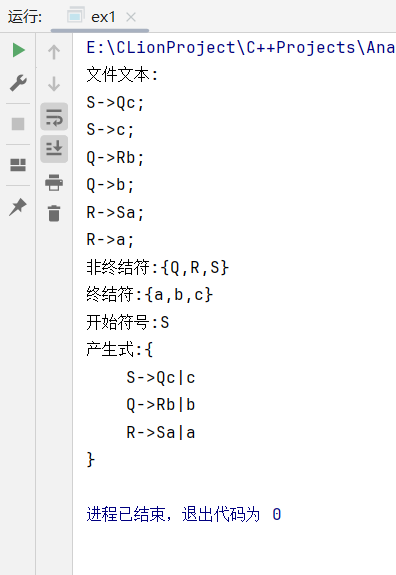 运行: ex1
E:\CLionProject\C++Projects\Ana
文件文本:
S->Qc;
S->c;
Q->Rb;
Q->b;
R->Sa;
R->a;
非终结符:{Q,R,S}
终结符:{a,b,c}
开始符号:S
产生式:{
    S->Qc|c
    Q->Rb|b
    R->Sa|a
}
进程已结束，退出代码为 0